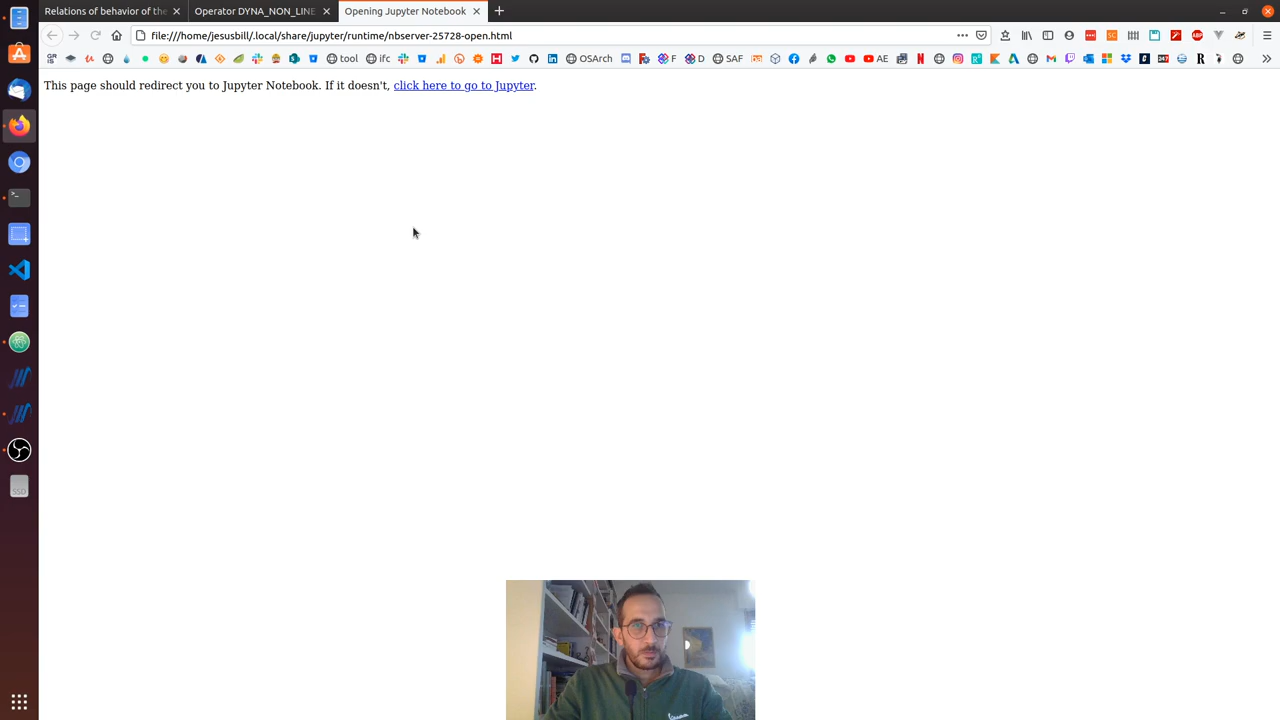 Relations of behavior of the
Operator DYNA_NON_LINE
Opening Jupyter Notebook
file:///home/jesusbill/.local/share/jupyter/runtime/nbserver-25728-open.html
tool
ifc
OSArch
F
D
SAF
AE
This page should redirect you to Jupyter Notebook. If it doesn't, click here to go to Jupyter.
SSD